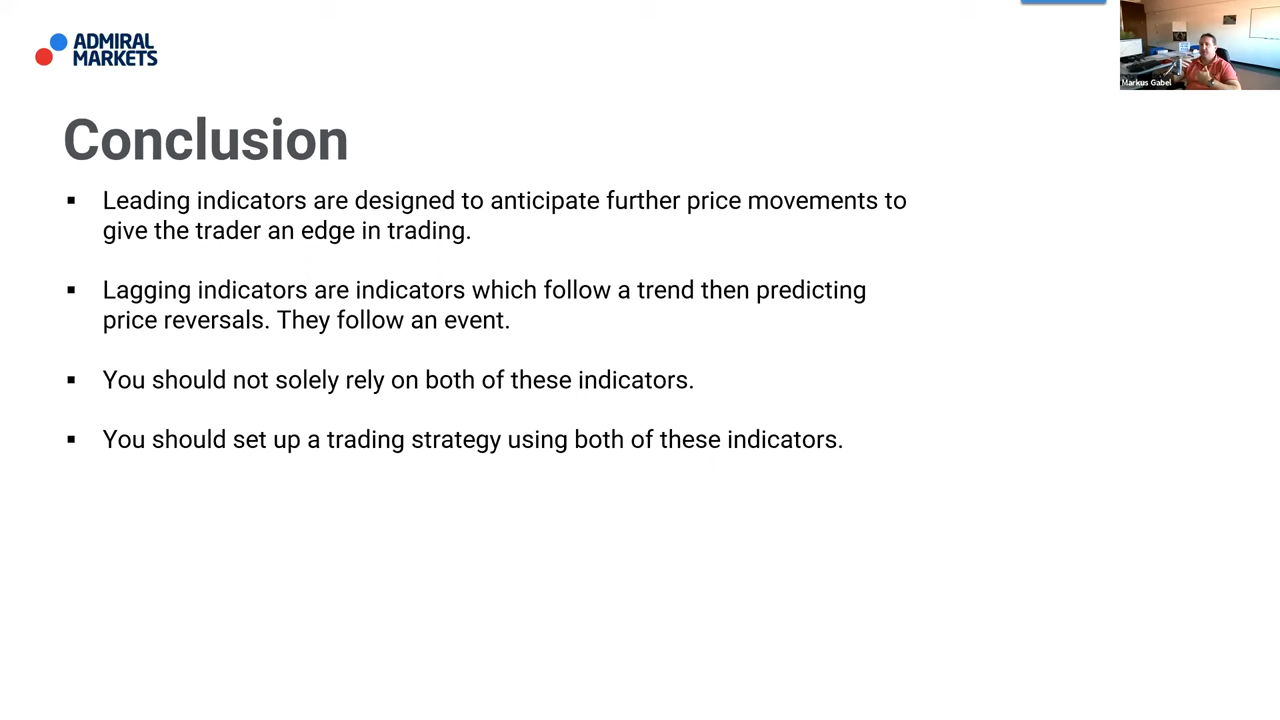 ADMIRAL
MARKETS
Markus Gabel
Conclusion
▪ Leading indicators are designed to anticipate further price movements to
give the trader an edge in trading.
▪ Lagging indicators are indicators which follow a trend then predicting
price reversals. They follow an event.
▪ You should not solely rely on both of these indicators.
▪ You should set up a trading strategy using both of these indicators.